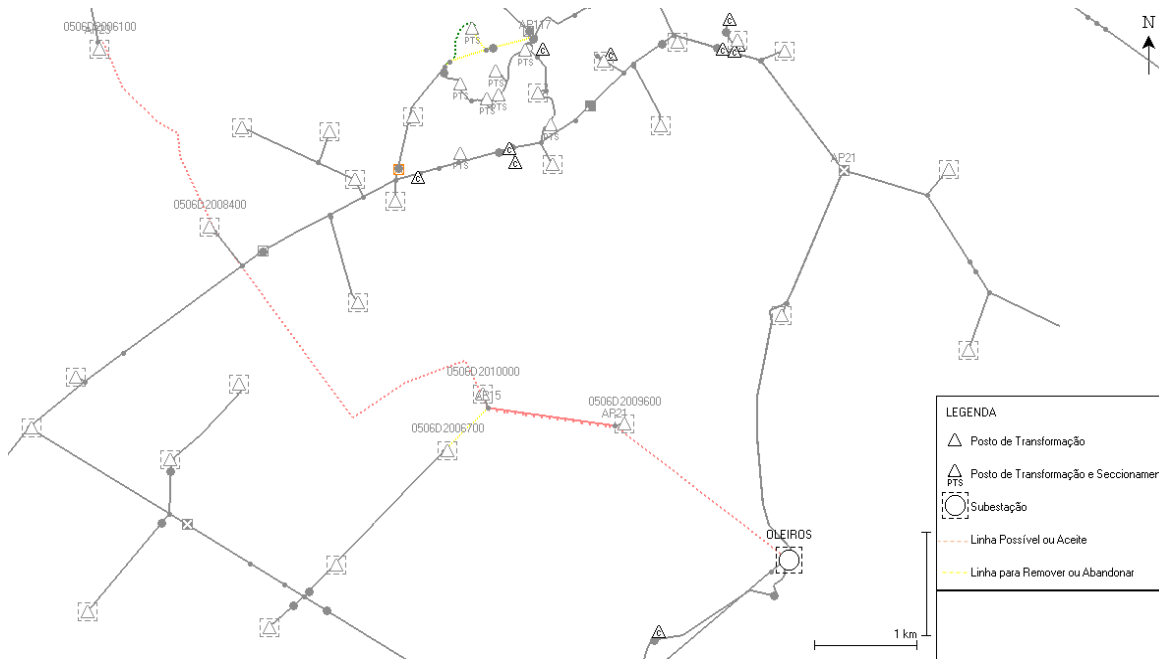 0506D2006100
AP117
N
PTS
C
C
C
C
C
PTS
PTS
PTS
PTS
PTS
PTS
C
PTS
C
C
AP21
0506D2008400
0506D2010000
AP15
0506D2009600
AP21
0506D2006700
OLEIROS
C
1 km
LEGENDA
Posto de Transformação
PTS
Posto de Transformação e Seccionamen
Subestação
Linha Possível ou Aceite
Linha para Remover ou Abandonar